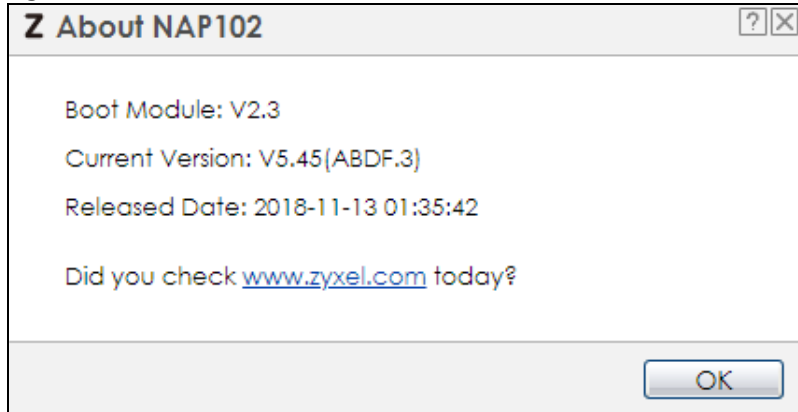 Z About NAP102
Boot Module: V2.3
Current Version: V5.45(ABDF.3)
Released Date: 2018-11-13 01:35:42
Did you check www.zyxel.com today?
OK